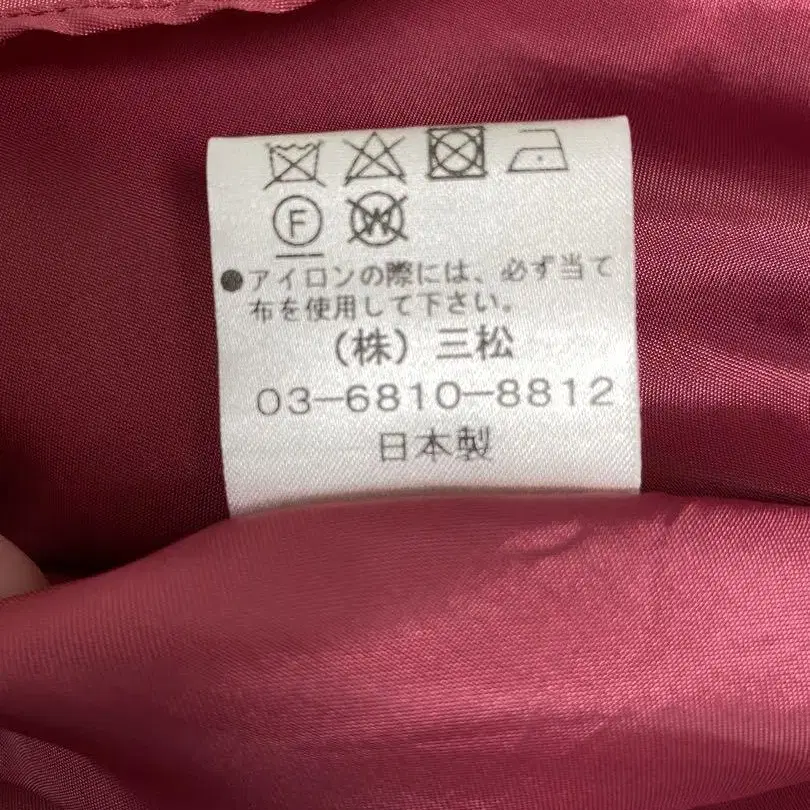 F W
●アイロンの際には、必ず当て
布を使用して下さい。
(株)三松
03-6810-8812
日本製